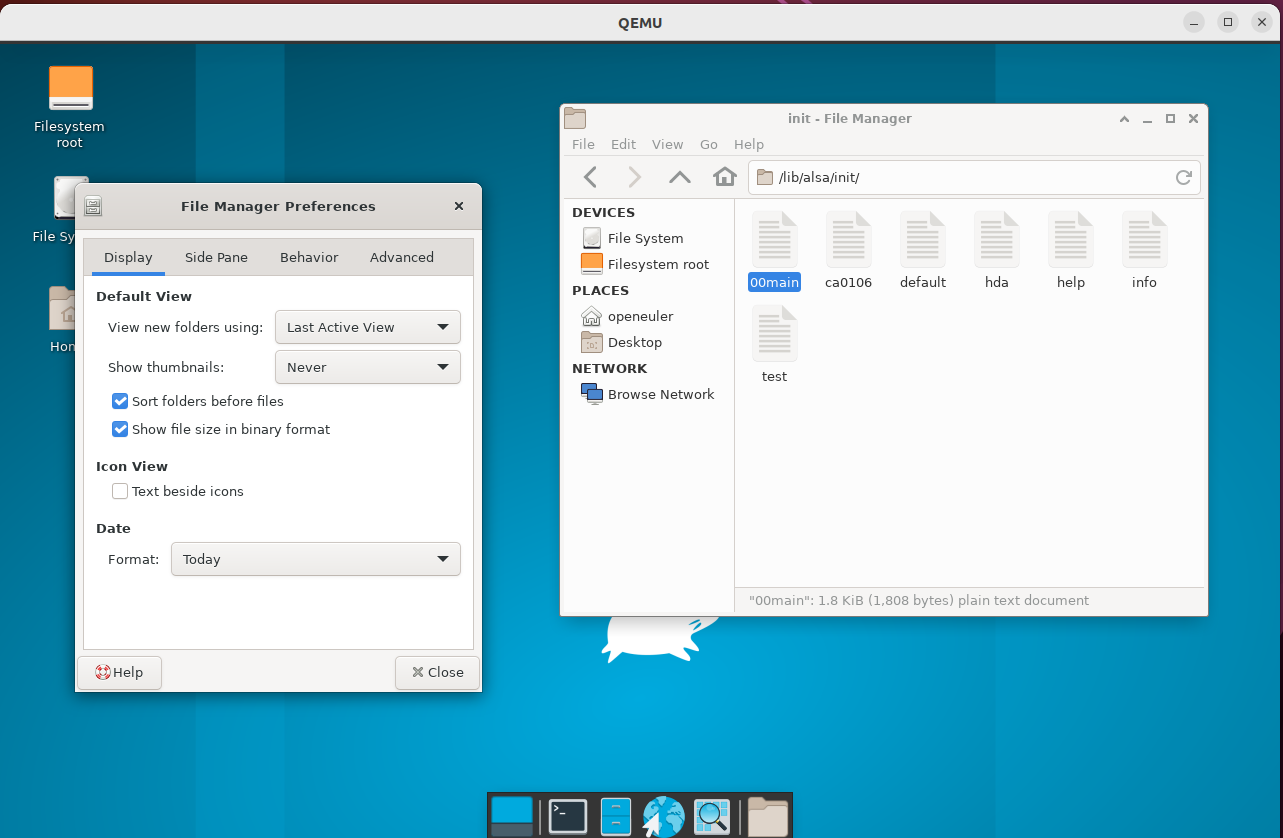 QEMU
Filesystem
root
File Sy
Hon
File Manager Preferences
Display Side Pane Behavior Advanced
Default View
View new folders using: Last Active View
Show thumbnails: Never
Sort folders before files
Show file size in binary format
Icon View
Text beside icons
Date
Format: Today
Help Close
init - File Manager
File Edit View Go Help
/lib/alsa/init/
DEVICES
File System
Filesystem root
PLACES
openeuler
Desktop
NETWORK
Browse Network
00main ca0106 default hda help info
test
"00main": 1.8 KiB (1,808 bytes) plain text document